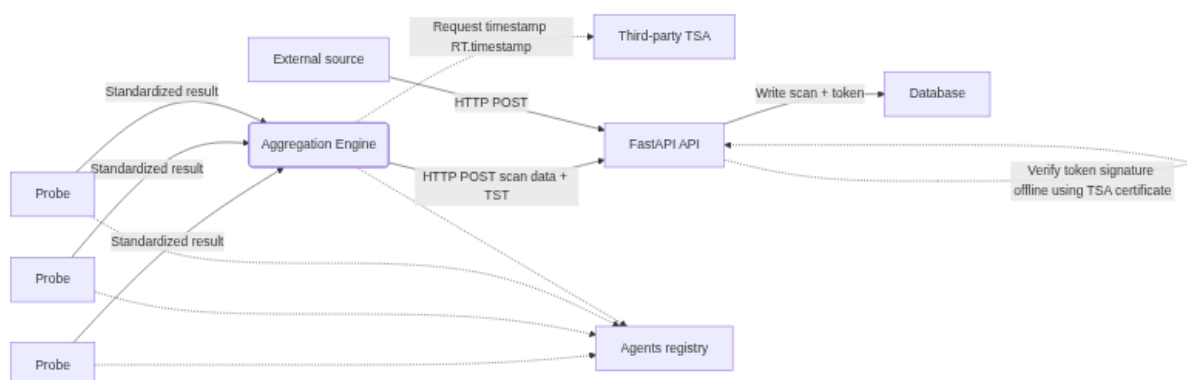 Request timestamp
RT.timestamp
Third-party TSA
External source
Standardized result
HTTP POST
Write scan + token
Database
Aggregation Engine
FastAPI API
Standardized result
HTTP POST scan data +
TST
Verify token signature
offline using TSA certificate
Probe
Standardized result
Probe
Agents registry
Probe